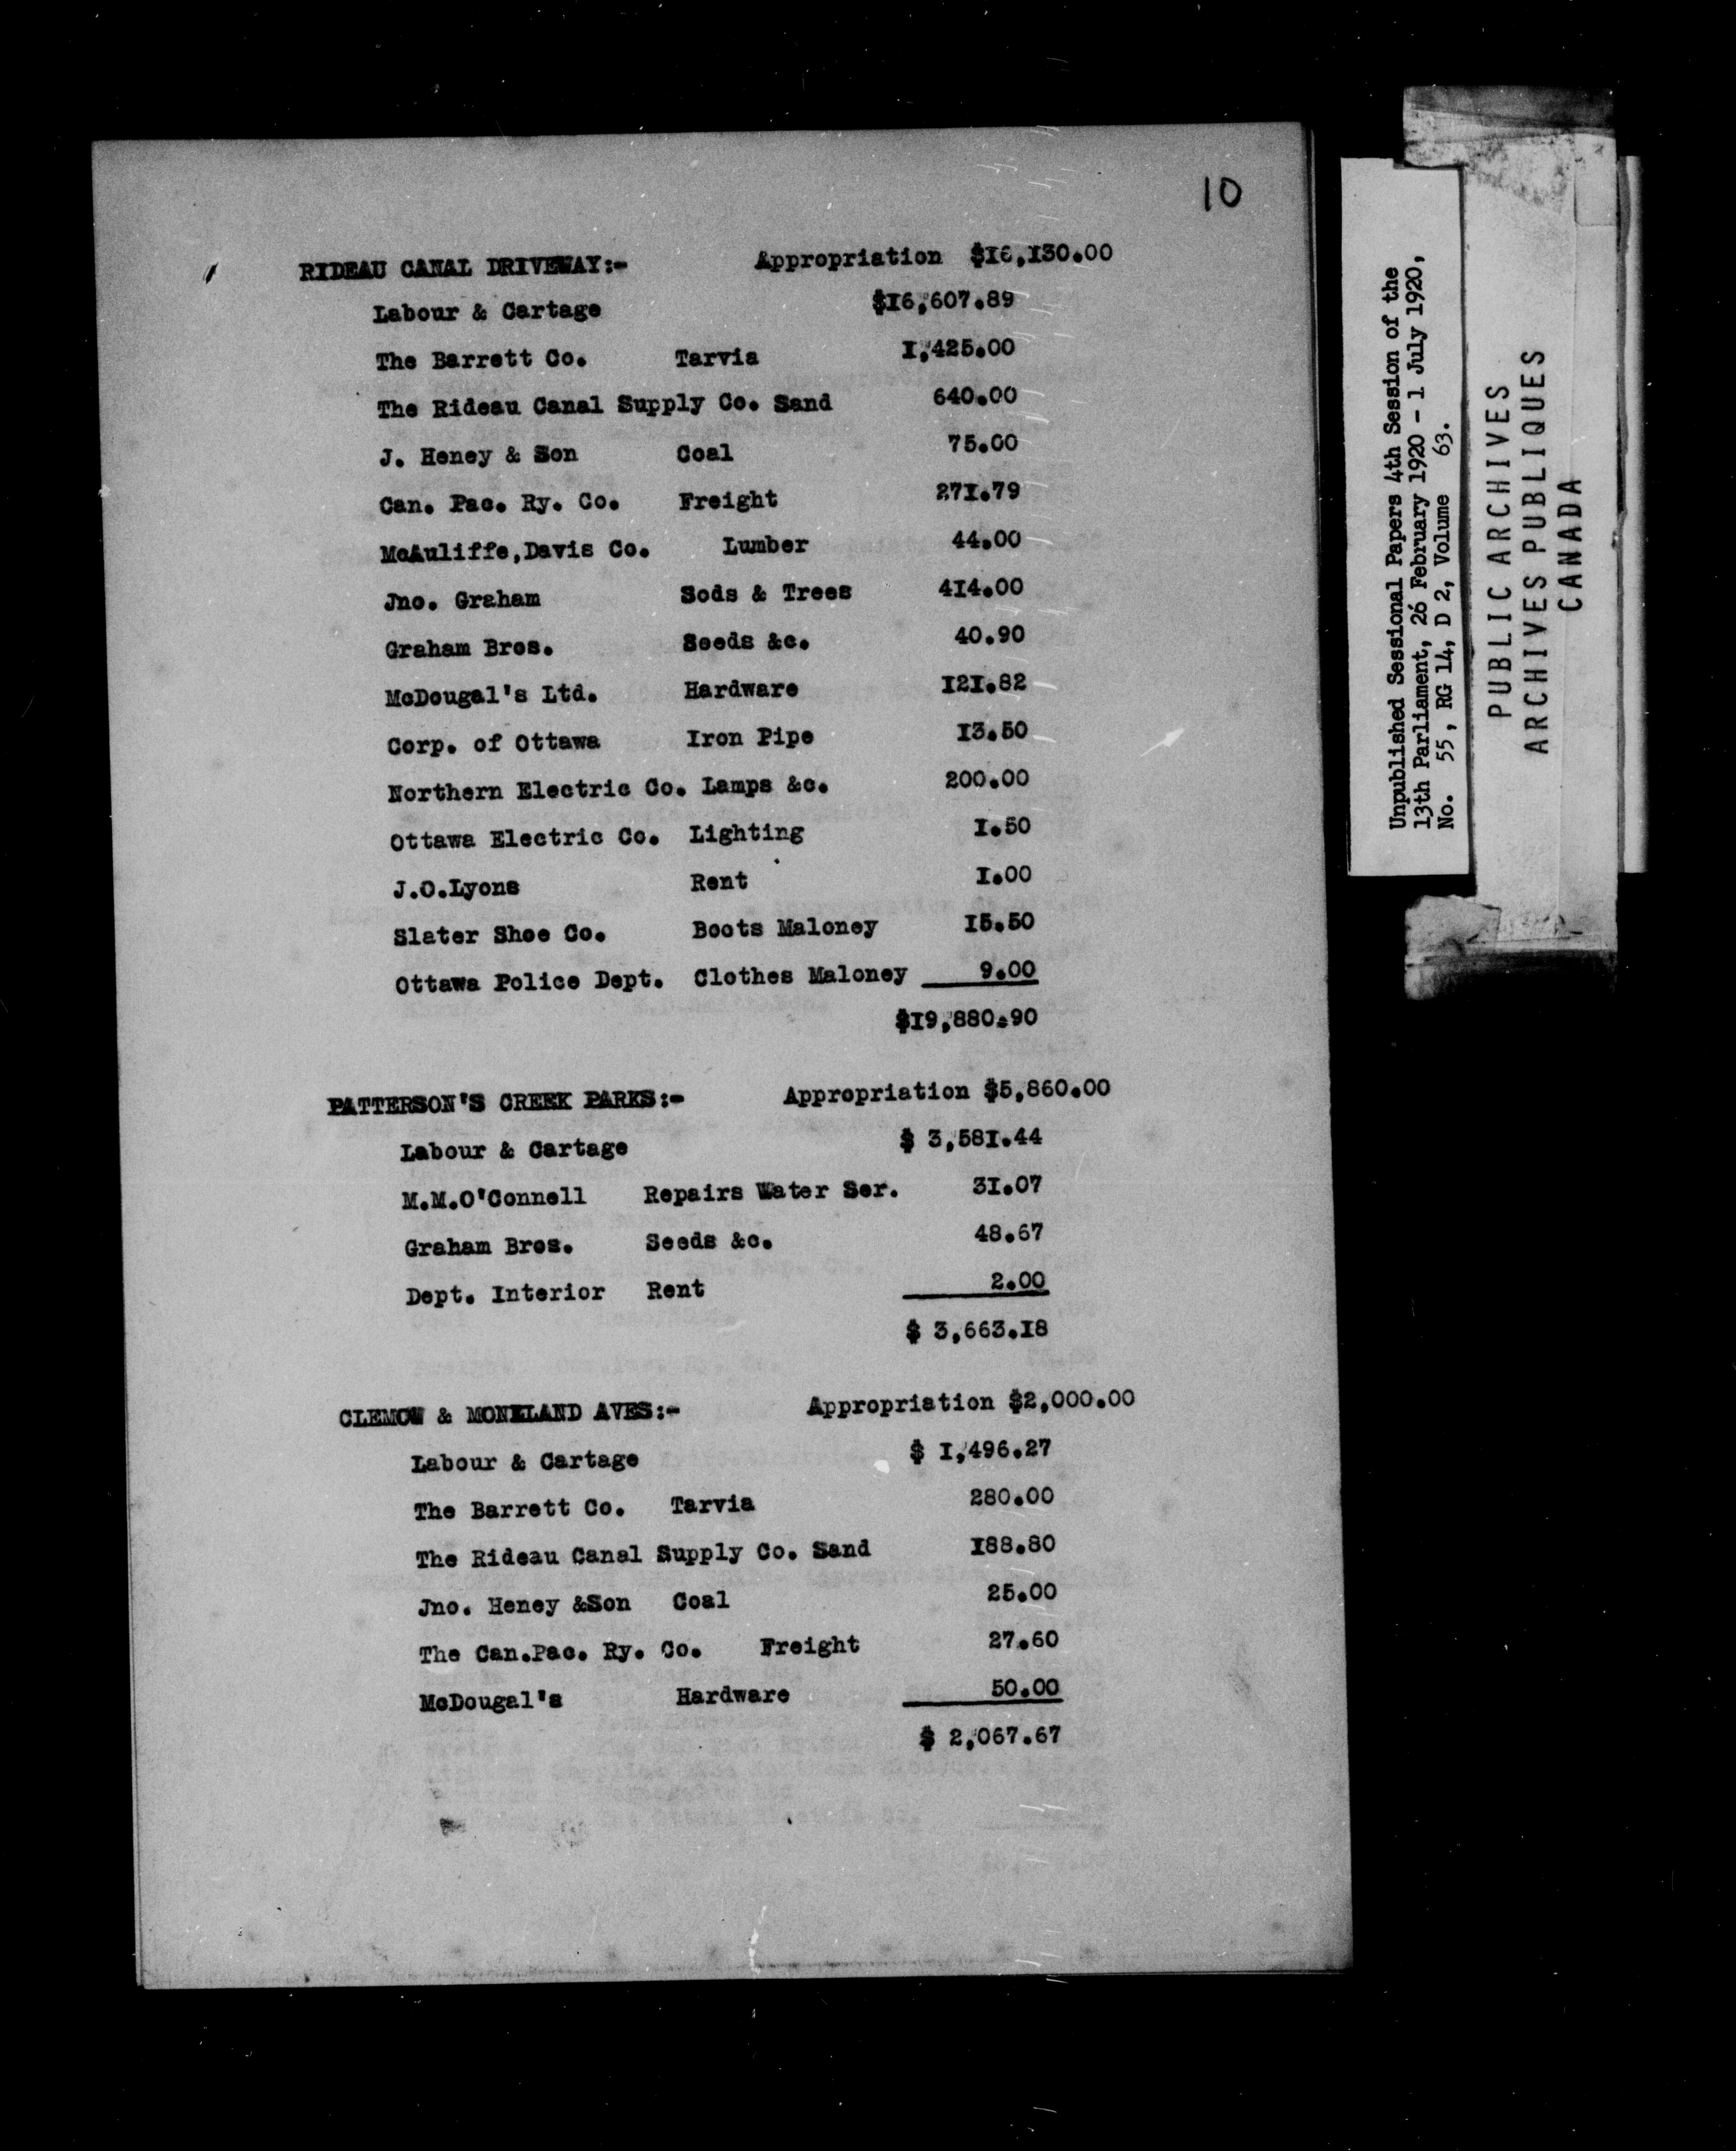 10
RIDEAU CANAL DRIVEWAY:- Appropriation $16,130.00
Labour & Cartage $16,607.89
The Barrett Co. Tarvia 1,425.00
The Rideau Canal Supply Co. Sand 640.00
J. Heney & Son Coal 75.00
Can. Pac. Ry. Co. Freight 271.79
McAuliffe,Davis Co. Lumber 44.00
Jno. Graham Sods & Trees 414.00
Graham Bros. Seeds &c. 40.90
McDougal's Ltd. Hardware 121.82
Corp. of Ottawa Iron Pipe 13.50
Northern Electric Co. Lamps &c. 200.00
Ottawa Electric Co. Lighting 1.50
J.O.Lyons Rent 1.00
Slater Shoe Co. Boots Maloney 15.50
Ottawa Police Dept. Clothes Maloney 9.00
$19,880.90
PATTERSON'S CREEK PARKS:- Appropriation $5,860.00
Labour & Cartage $ 3,581.44
M.M.O'Connell Repairs Water Ser. 31.07
Graham Bros. Seeds &c. 48.67
Dept. Interior Rent 2.00
$ 3,663.18
CLEMOW & MONKLAND AVES:- Appropriation $2,000.00
Labour & Cartage $ 1,496.27
The Barrett Co. Tarvia 280.00
The Rideau Canal Supply Co. Sand 188.80
Jno. Heney &Son Coal 25.00
The Can.Pac. Ry. Co. Freight 27.60
McDougal's Hardware 50.00
$ 2,067.67
Unpublished Sessional Papers 4th Session of the
13th Parliament, 26 February 1920 - 1 July 1920,
No. 55, RG 14, D 2, Volume 63.
PUBLIC ARCHIVES
ARCHIVES PUBLIQUES
CANADA